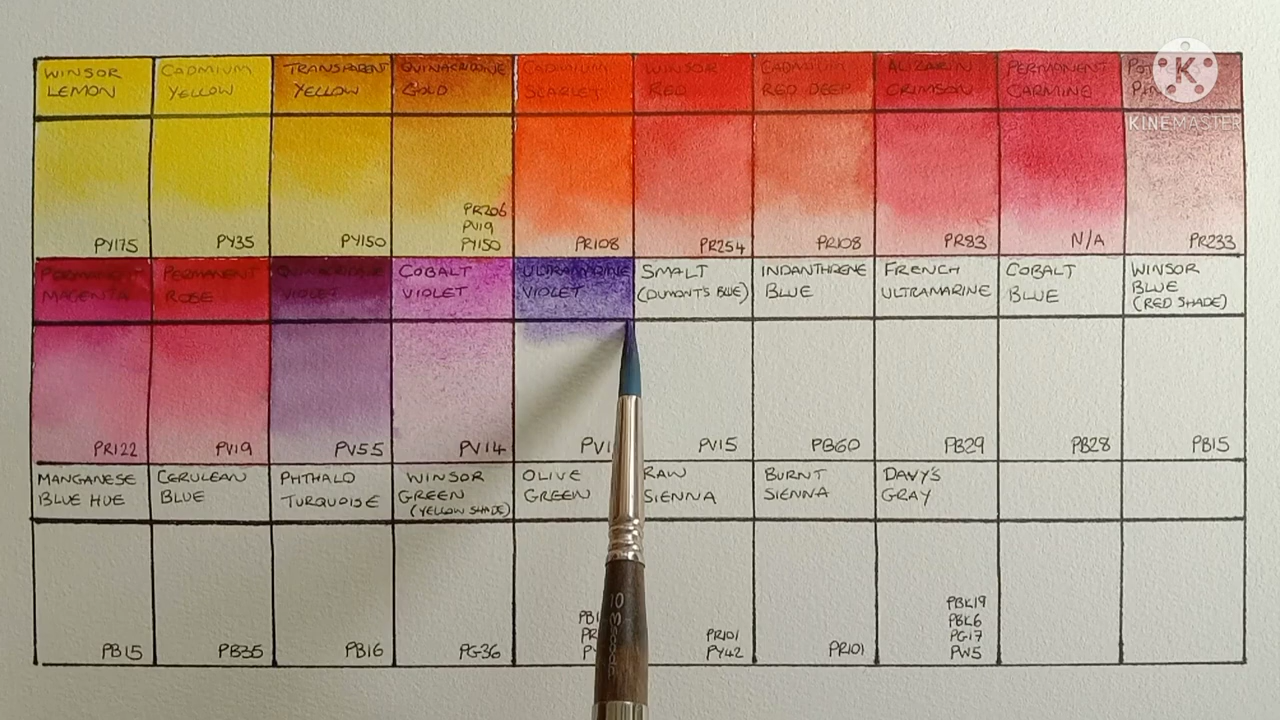 WINSOR
LEMON
CADMIUM
YELLOW
TRANSPARENT
YELLOW
QUINACRIDONE
GOLD
CADMIUM
SCARLET
WINSOR
RED
CADMIUM
RED DEEP
ALIZARIN
CRIMSON
PERMANENT
CARMINE
K
KINEMASTER
PY175
PY35
PY150
PR206
PV19
PY150
PR108
PR254
PR108
PR83
N/A
PR233
PERMANENT
MAGENTA
PERMANENT
ROSE
QUINACRIDONE
VIOLET
COBALT
VIOLET
ULTRAMARINE
VIOLET
SMALT
(DUMONT'S BLUE)
INDANTHRENE
BLUE
FRENCH
ULTRAMARINE
COBALT
BLUE
WINSOR
BLUE
(RED SHADE)
PR122
PV19
PV55
PV14
PV15
PB60
PB29
PB28
PB15
MANGANESE
BLUE HUE
CERULEAN
BLUE
PHTHALO
TURQUOISE
WINSOR
GREEN
(YELLOW SHADE)
OLIVE
GREEN
RAW
SIENNA
BURNT
SIENNA
DAVY'S
GRAY
PB15
PB35
PB16
PG36
PR101
PY42
PR101
PBK19
PBK6
PG17
PW5
10